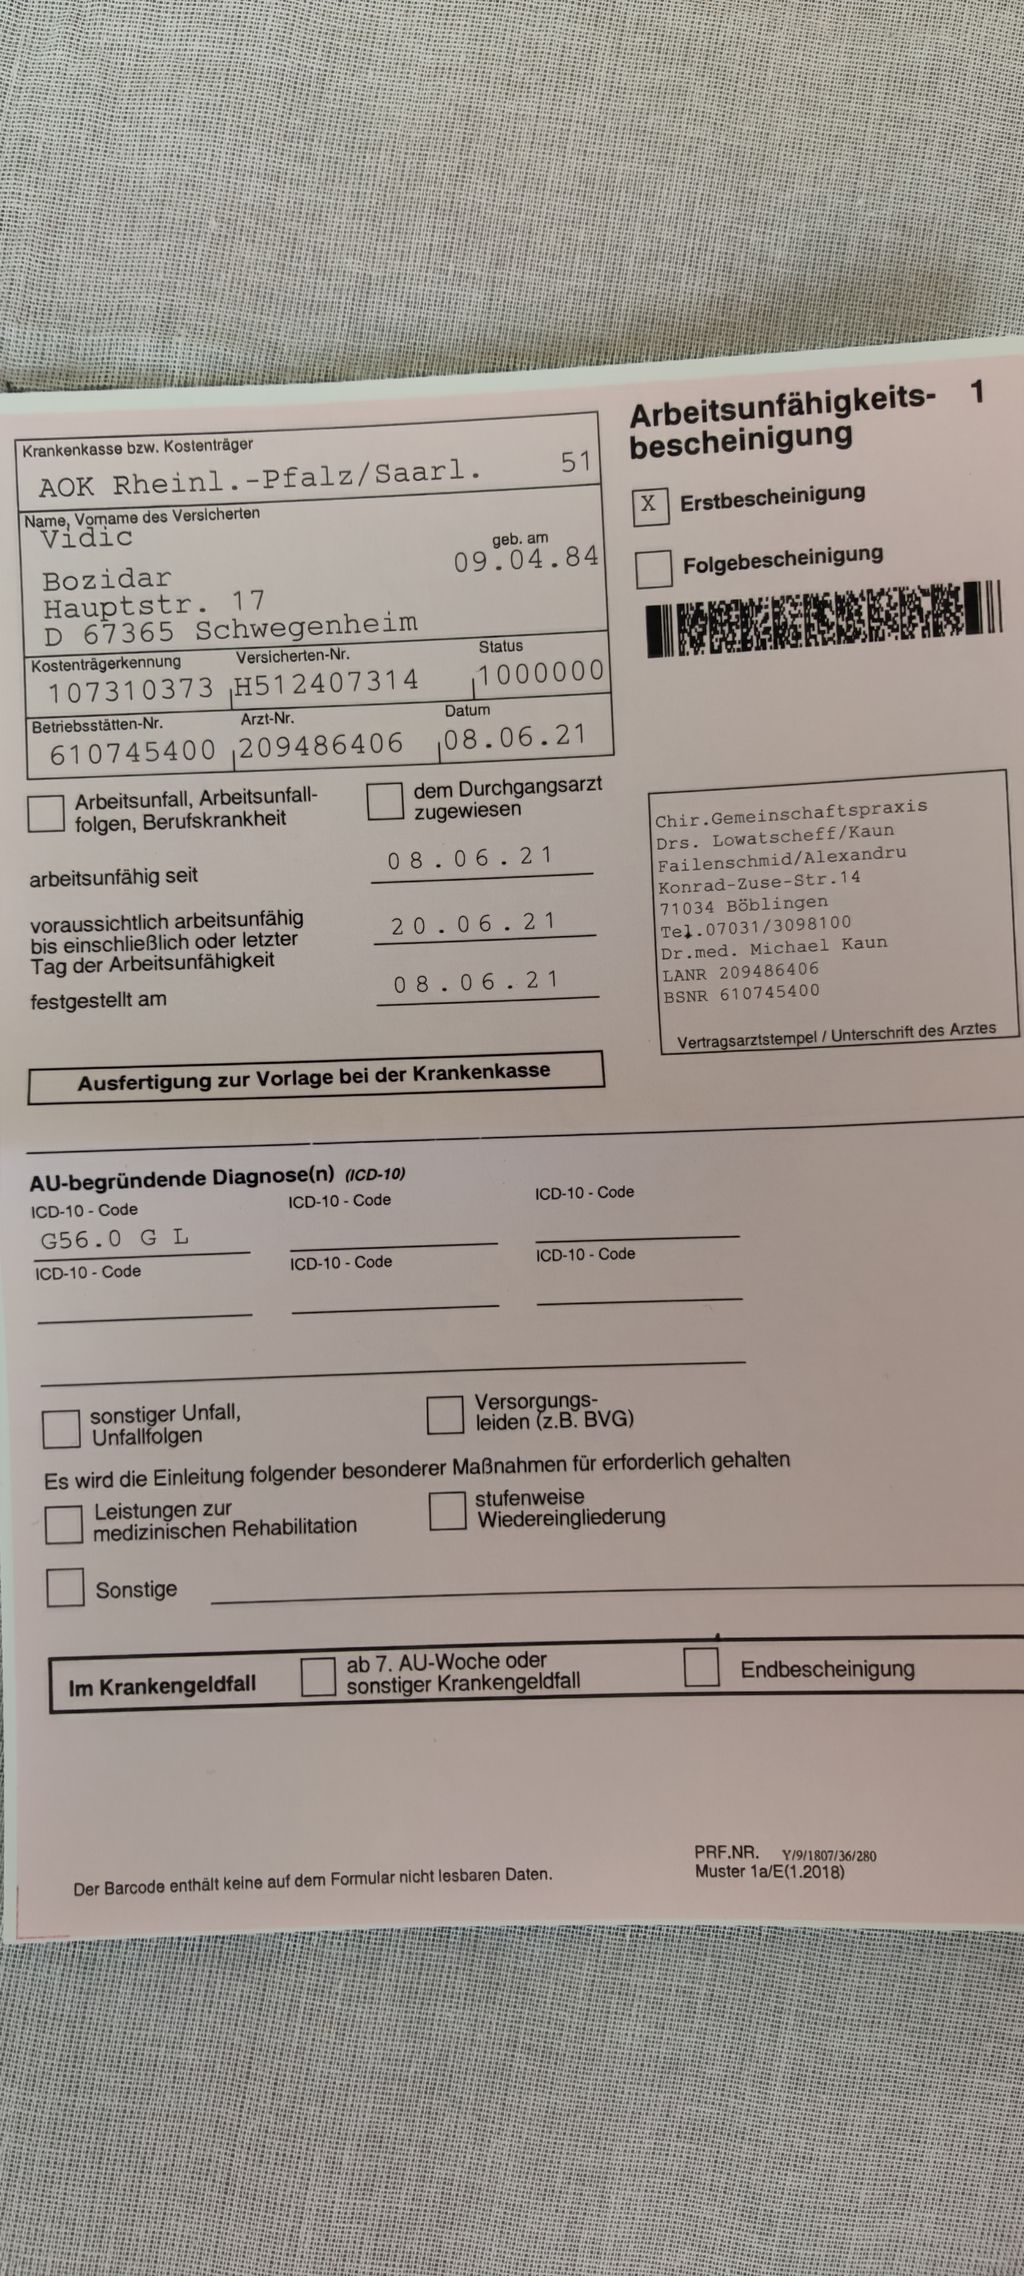 Arbeitsunfähigkeits- 1
bescheinigung
Krankenkasse bzw. Kostenträger
AOK Rheinl.-Pfalz/Saarl. 51
Name, Vorname des Versicherten
Vidic
geb. am
09.04.84
Bozidar
Hauptstr. 17
D 67365 Schwegenheim
Kostenträgerkennung Versicherten-Nr. Status
107310373 H512407314 1000000
Betriebsstätten-Nr. Arzt-Nr. Datum
610745400 209486406 08.06.21
X Erstbescheinigung
Folgebescheinigung
Arbeitsunfall, Arbeitsunfall-
folgen, Berufskrankheit
dem Durchgangsarzt
zugewiesen
arbeitsunfähig seit 08.06.21
voraussichtlich arbeitsunfähig
bis einschließlich oder letzter 20.06.21
Tag der Arbeitsunfähigkeit
festgestellt am 08.06.21
Chir.Gemeinschaftspraxis
Drs. Lowatscheff/Kaun
Failenschmid/Alexandru
Konrad-Zuse-Str.14
71034 Böblingen
Tel.07031/3098100
Dr.med. Michael Kaun
LANR 209486406
BSNR 610745400
Vertragsarztstempel / Unterschrift des Arztes
Ausfertigung zur Vorlage bei der Krankenkasse
AU-begründende Diagnose(n) (ICD-10)
ICD-10 - Code ICD-10 - Code ICD-10 - Code
G56.0 G L
ICD-10 - Code ICD-10 - Code ICD-10 - Code
sonstiger Unfall,
Unfallfolgen
Versorgungs-
leiden (z.B. BVG)
Es wird die Einleitung folgender besonderer Maßnahmen für erforderlich gehalten
Leistungen zur
medizinischen Rehabilitation
stufenweise
Wiedereingliederung
Sonstige
Im Krankengeldfall
ab 7. AU-Woche oder
sonstiger Krankengeldfall
Endbescheinigung
Der Barcode enthält keine auf dem Formular nicht lesbaren Daten.
PRF.NR. Y/9/1807/36/280
Muster 1a/E(1.2018)